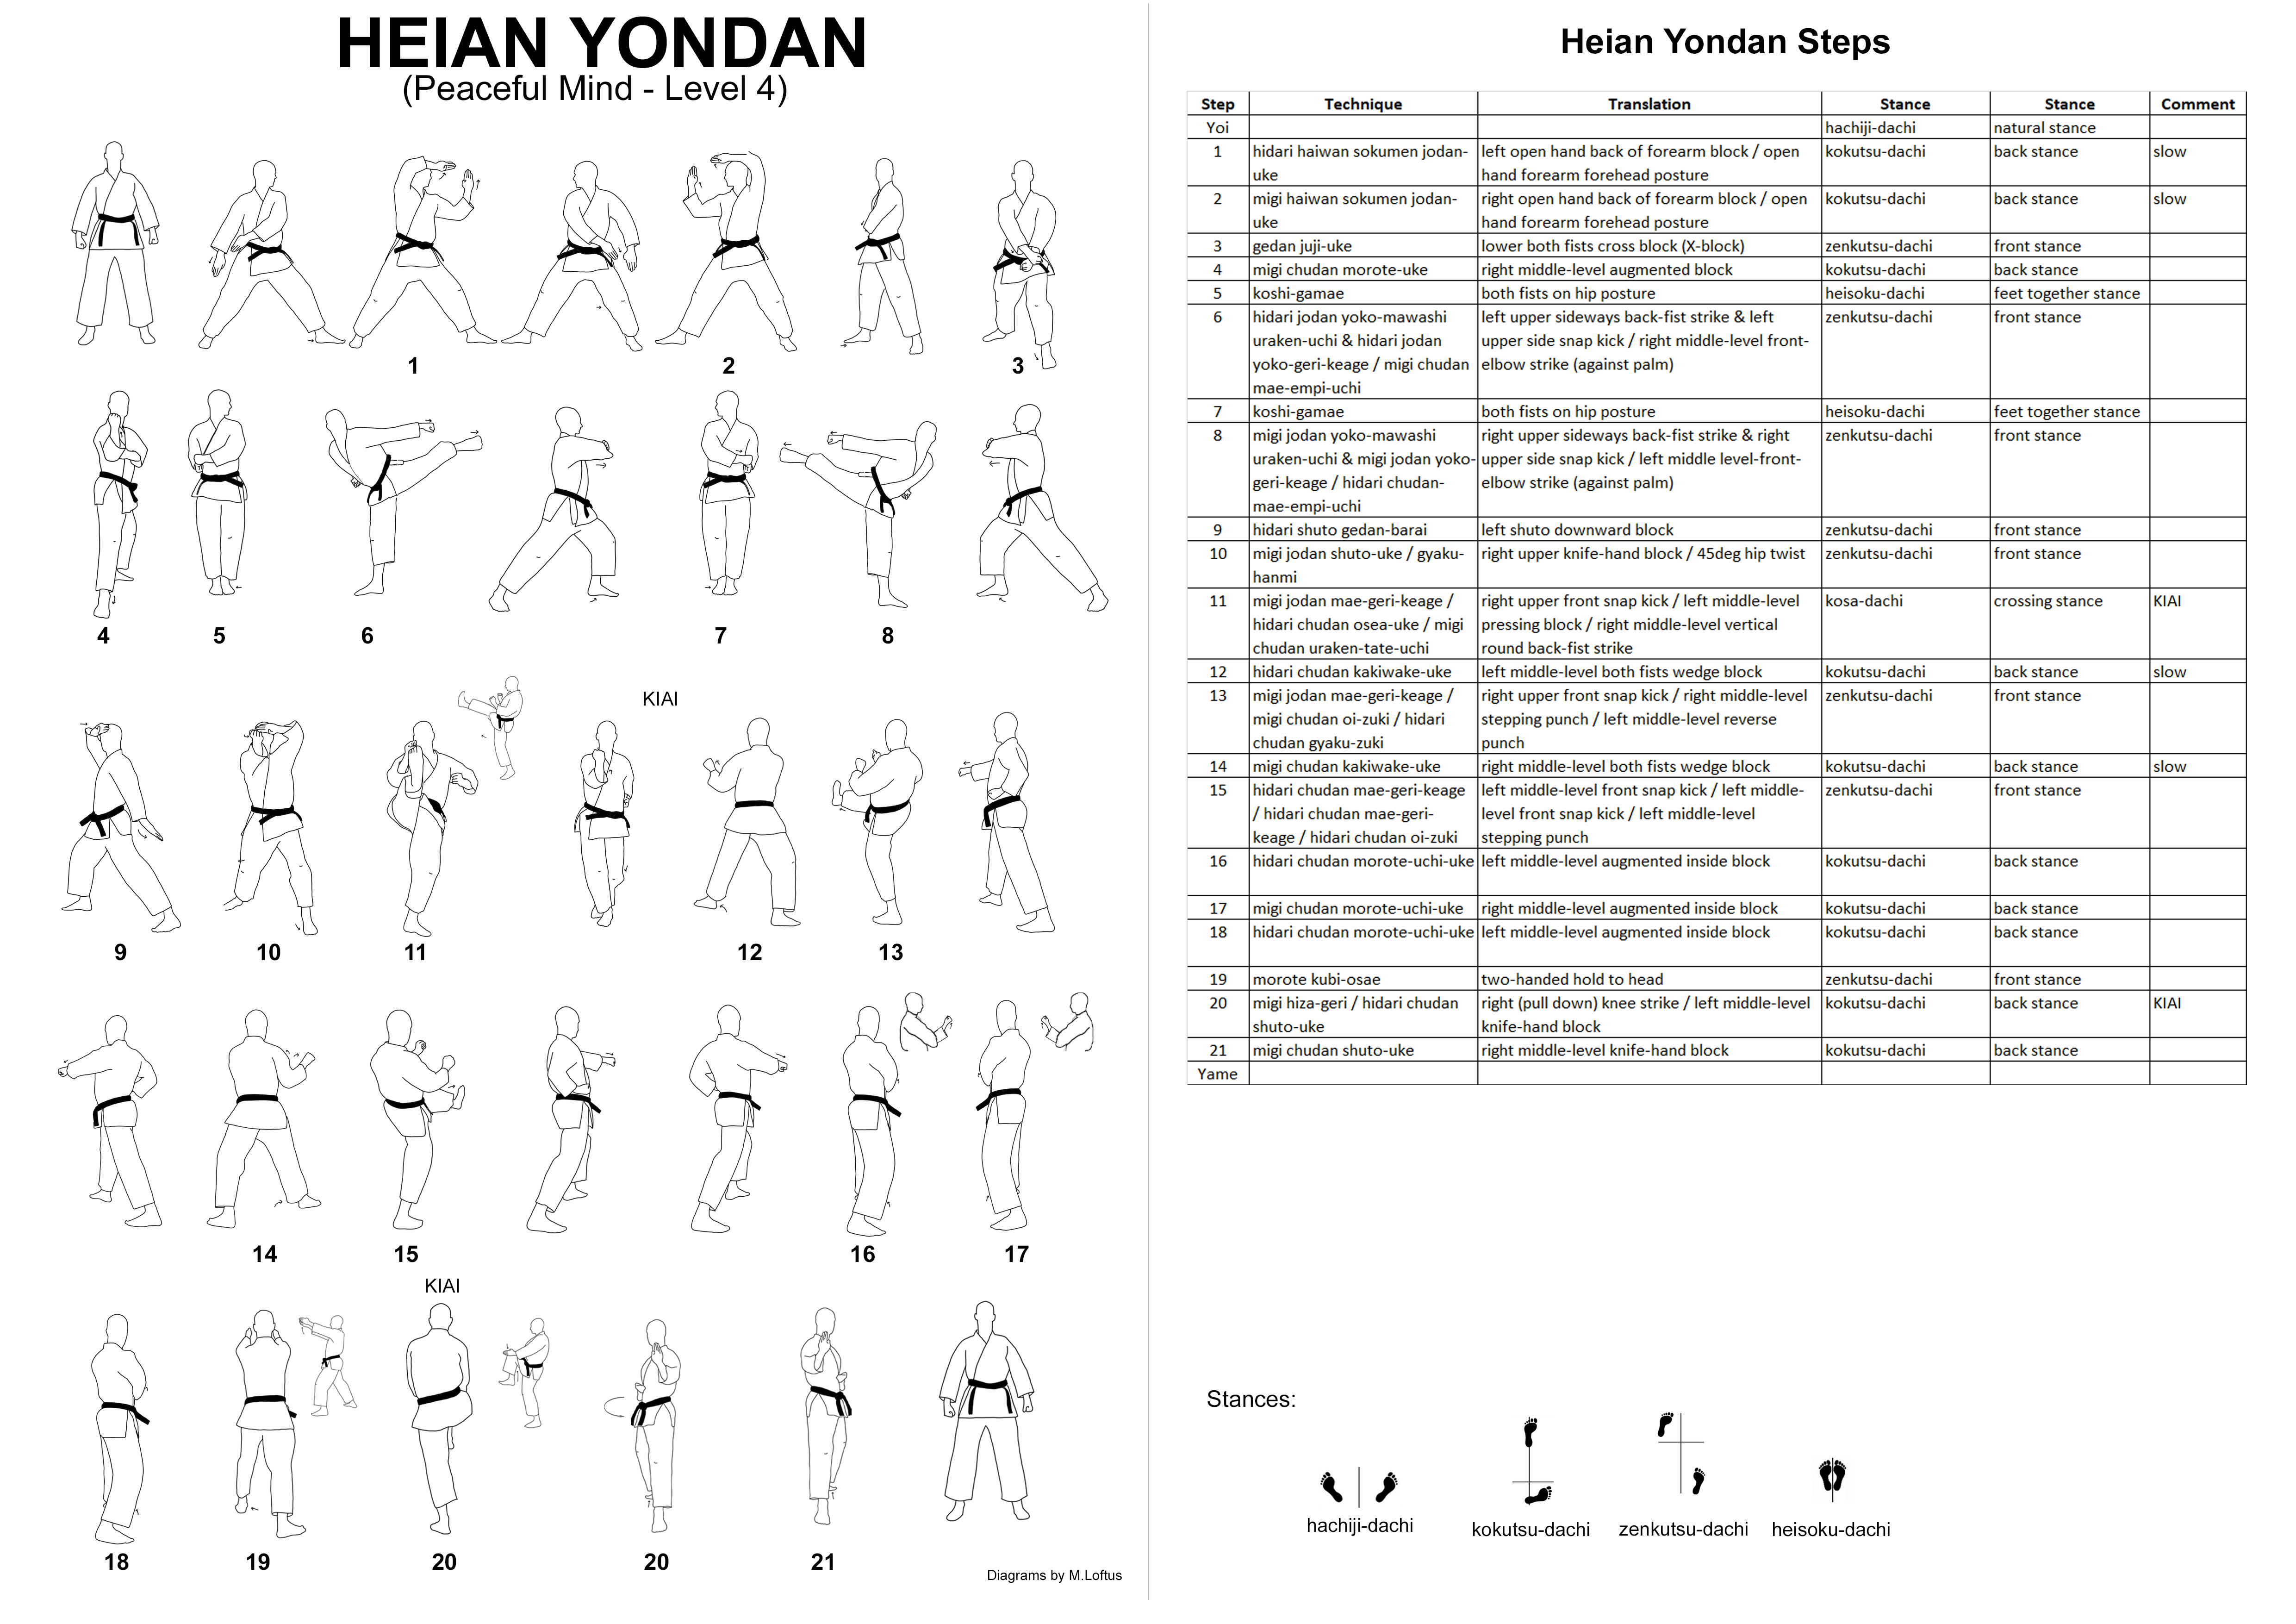 HEIAN YONDAN
(Peaceful Mind - Level 4)
1
2
3
4
5
6
7
8
KIAI
9
10
11
12
13
14
15
16
17
KIAI
18
19
20
20
21
Diagrams by M.Loftus
Heian Yondan Steps
Step Technique Translation Stance Stance Comment
Yoi hachiji-dachi natural stance
1 hidari haiwan sokumen jodan- left open hand back of forearm block / open kokutsu-dachi back stance slow
uke hand forearm forehead posture
2 migi haiwan sokumen jodan- right open hand back of forearm block / open kokutsu-dachi back stance slow
uke hand forearm forehead posture
3 gedan juji-uke lower both fists cross block (X-block) zenkutsu-dachi front stance
4 migi chudan morote-uke right middle-level augmented block kokutsu-dachi back stance
5 koshi-gamae both fists on hip posture heisoku-dachi feet together stance
6 hidari jodan yoko-mawashi left upper sideways back-fist strike & left zenkutsu-dachi front stance
uraken-uchi & hidari jodan upper side snap kick / right middle-level front-
yoko-geri-keage / migi chudan elbow strike (against palm)
mae-empi-uchi
7 koshi-gamae both fists on hip posture heisoku-dachi feet together stance
8 migi jodan yoko-mawashi right upper sideways back-fist strike & right zenkutsu-dachi front stance
uraken-uchi & migi jodan yoko- upper side snap kick / left middle level-front-
geri-keage / hidari chudan- elbow strike (against palm)
mae-empi-uchi
9 hidari shuto gedan-barai left shuto downward block zenkutsu-dachi front stance
10 migi jodan shuto-uke / gyaku- right upper knife-hand block / 45deg hip twist zenkutsu-dachi front stance
hanmi
11 migi jodan mae-geri-keage / right upper front snap kick / left middle-level kosa-dachi crossing stance KIAI
hidari chudan osea-uke / migi pressing block / right middle-level vertical
chudan uraken-tate-uchi round back-fist strike
12 hidari chudan kakiwake-uke left middle-level both fists wedge block kokutsu-dachi back stance slow
13 migi jodan mae-geri-keage / right upper front snap kick / right middle-level zenkutsu-dachi front stance
migi chudan oi-zuki / hidari stepping punch / left middle-level reverse
chudan gyaku-zuki punch
14 migi chudan kakiwake-uke right middle-level both fists wedge block kokutsu-dachi back stance slow
15 hidari chudan mae-geri-keage left middle-level front snap kick / left middle- zenkutsu-dachi front stance
/ hidari chudan mae-geri- level front snap kick / left middle-level
keage / hidari chudan oi-zuki stepping punch
16 hidari chudan morote-uchi-uke left middle-level augmented inside block kokutsu-dachi back stance
17 migi chudan morote-uchi-uke right middle-level augmented inside block kokutsu-dachi back stance
18 hidari chudan morote-uchi-uke left middle-level augmented inside block kokutsu-dachi back stance
19 morote kubi-osae two-handed hold to head zenkutsu-dachi front stance
20 migi hiza-geri / hidari chudan right (pull down) knee strike / left middle-level kokutsu-dachi back stance KIAI
shuto-uke knife-hand block
21 migi chudan shuto-uke right middle-level knife-hand block kokutsu-dachi back stance
Yame
Stances:
hachiji-dachi
kokutsu-dachi
zenkutsu-dachi
heisoku-dachi